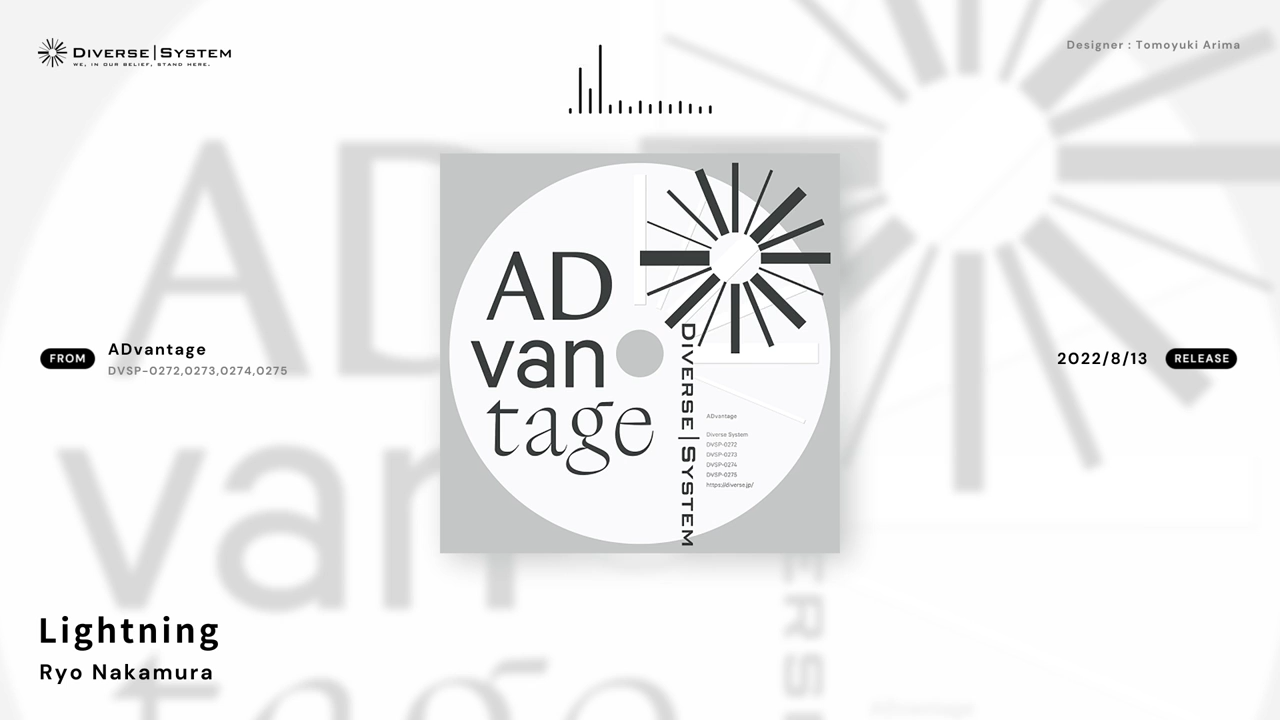 DIVERSE|SYSTEM
WE, IN OUR BELIEF, STAND HERE.
Designer : Tomoyuki Arima
AD
van
tage
DIVERSE|SYSTEM
ADvantage
Diverse System
DVSP-0272
DVSP-0273
DVSP-0274
DVSP-0275
https://diverse.jp/
FROM
ADvantage
DVSP-0272,0273,0274,0275
2022/8/13
RELEASE
Lightning
Ryo Nakamura